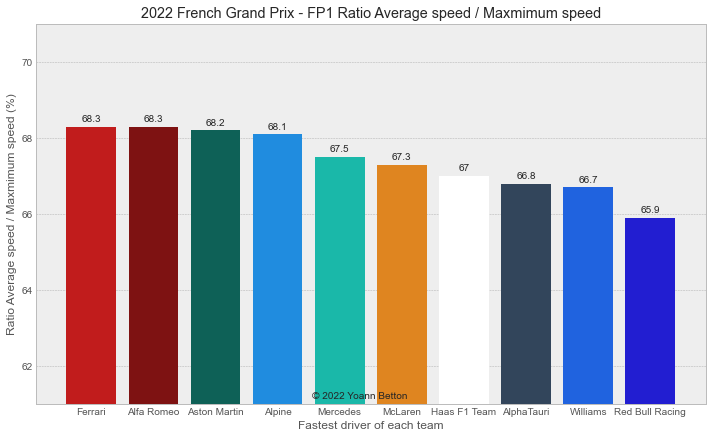 2022 French Grand Prix - FP1 Ratio Average speed / Maxmimum speed
Ratio Average speed / Maxmimum speed (%)
70
68
66
64
62
68.3
68.3
68.2
68.1
67.5
67.3
67
66.8
66.7
65.9
© 2022 Yoann Betton
Ferrari
Alfa Romeo
Aston Martin
Alpine
Mercedes
McLaren
Haas F1 Team
AlphaTauri
Williams
Red Bull Racing
Fastest driver of each team